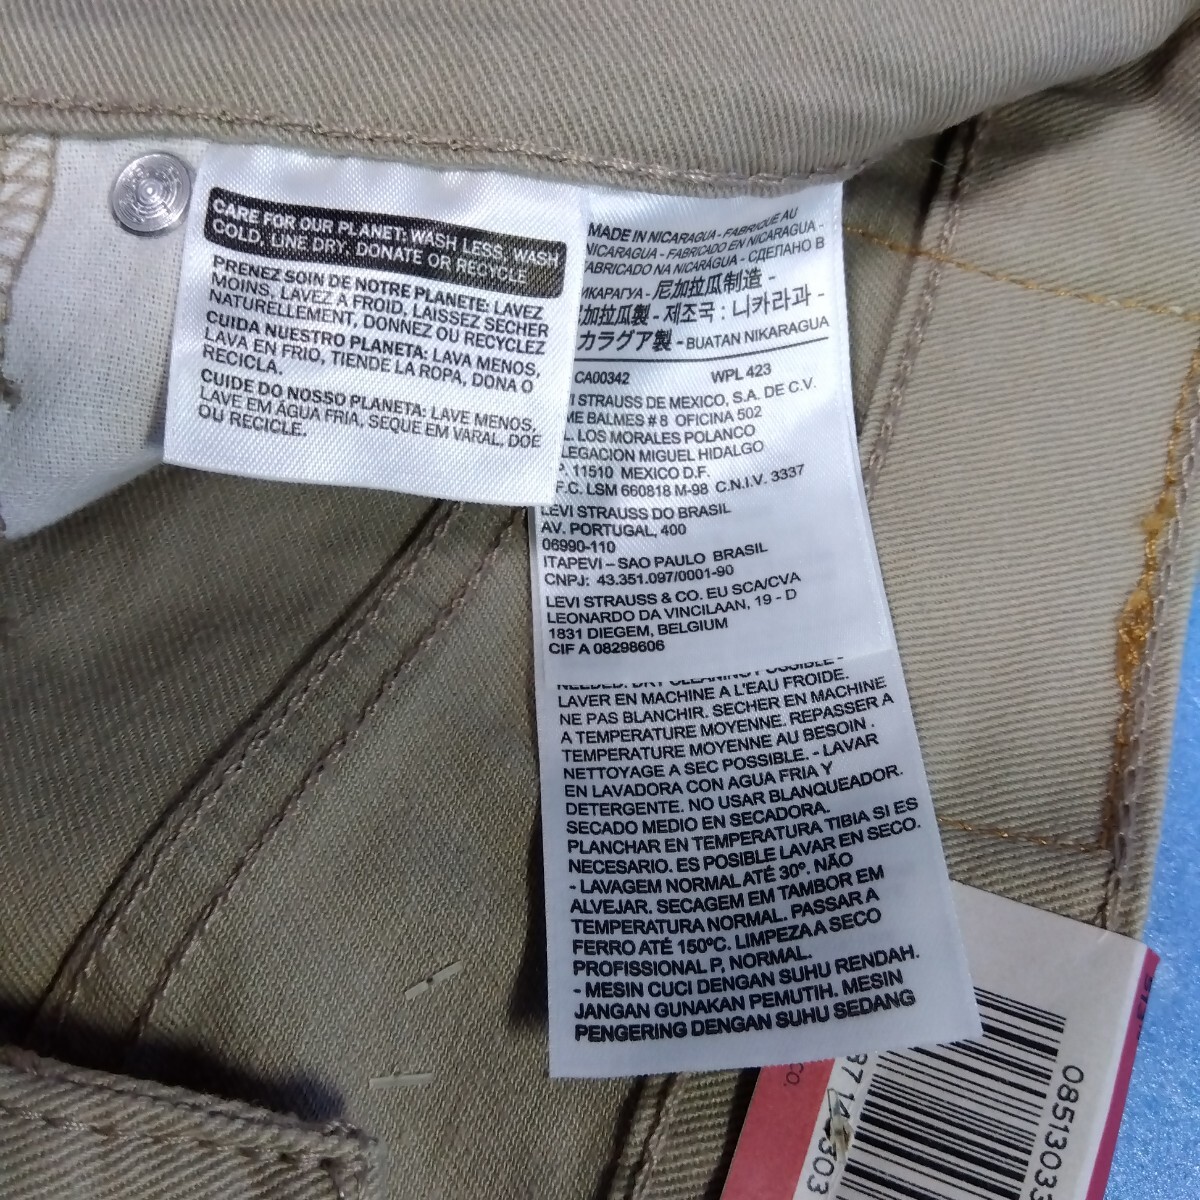 CARE FOR OUR PLANET: WASH LESS, WASH
COLD, LINE DRY, DONATE OR RECYCLE
PRENEZ SOIN DE NOTRE PLANETE: LAVEZ
MOINS, LAVEZ A FROID, LAISSEZ SECHER
NATURELLEMENT, DONNEZ OU RECYCLEZ
CUIDA NUESTRO PLANETA: LAVA MENOS,
LAVA EN FRIO, TIENDE LA ROPA, DONA O
RECICLA.
CUIDE DO NOSSO PLANETA: LAVE MENOS,
LAVE EM ÁGUA FRIA, SEQUE EM VARAL, DOE
OU RECICLE.
MADE IN NICARAGUA - FABRIQUÉ AU
NICARAGUA - FABRICADO EN NICARAGUA -
FABRICADO NA NICARÁGUA - СДЕЛАНО В
ИКАРАГУА - 尼加拉瓜制造 -
加拉瓜製 - 제조국 : 니카라과 -
カラグア製 - BUATAN NIKARAGUA
CA00342 WPL 423
I STRAUSS DE MEXICO, S.A. DE C.V.
ME BALMES # 8 OFICINA 502
L. LOS MORALES POLANCO
LEGACION MIGUEL HIDALGO
P. 11510 MEXICO D.F.
F.C. LSM 660818 M-98 C.N.I.V. 3337
LEVI STRAUSS DO BRASIL
AV. PORTUGAL, 400
06990-110
ITAPEVI – SAO PAULO BRASIL
CNPJ: 43.351.097/0001-90
LEVI STRAUSS & CO. EU SCA/CVA
LEONARDO DA VINCILAAN, 19 - D
1831 DIEGEM, BELGIUM
CIF A 08298606
NEEDED. DRY CLEANING POSSIBLE -
LAVER EN MACHINE A L'EAU FROIDE.
NE PAS BLANCHIR. SECHER EN MACHINE
A TEMPERATURE MOYENNE. REPASSER A
TEMPERATURE MOYENNE AU BESOIN .
NETTOYAGE A SEC POSSIBLE. - LAVAR
EN LAVADORA CON AGUA FRIA Y
DETERGENTE. NO USAR BLANQUEADOR.
SECADO MEDIO EN SECADORA.
PLANCHAR EN TEMPERATURA TIBIA SI ES
NECESARIO. ES POSIBLE LAVAR EN SECO.
- LAVAGEM NORMAL ATÉ 30º. NÃO
ALVEJAR. SECAGEM EM TAMBOR EM
TEMPERATURA NORMAL. PASSAR A
FERRO ATÉ 150ºC. LIMPEZA A SECO
PROFISSIONAL P, NORMAL.
- MESIN CUCI DENGAN SUHU RENDAH.
JANGAN GUNAKAN PEMUTIH. MESIN
PENGERING DENGAN SUHU SEDANG
CO.
0851303